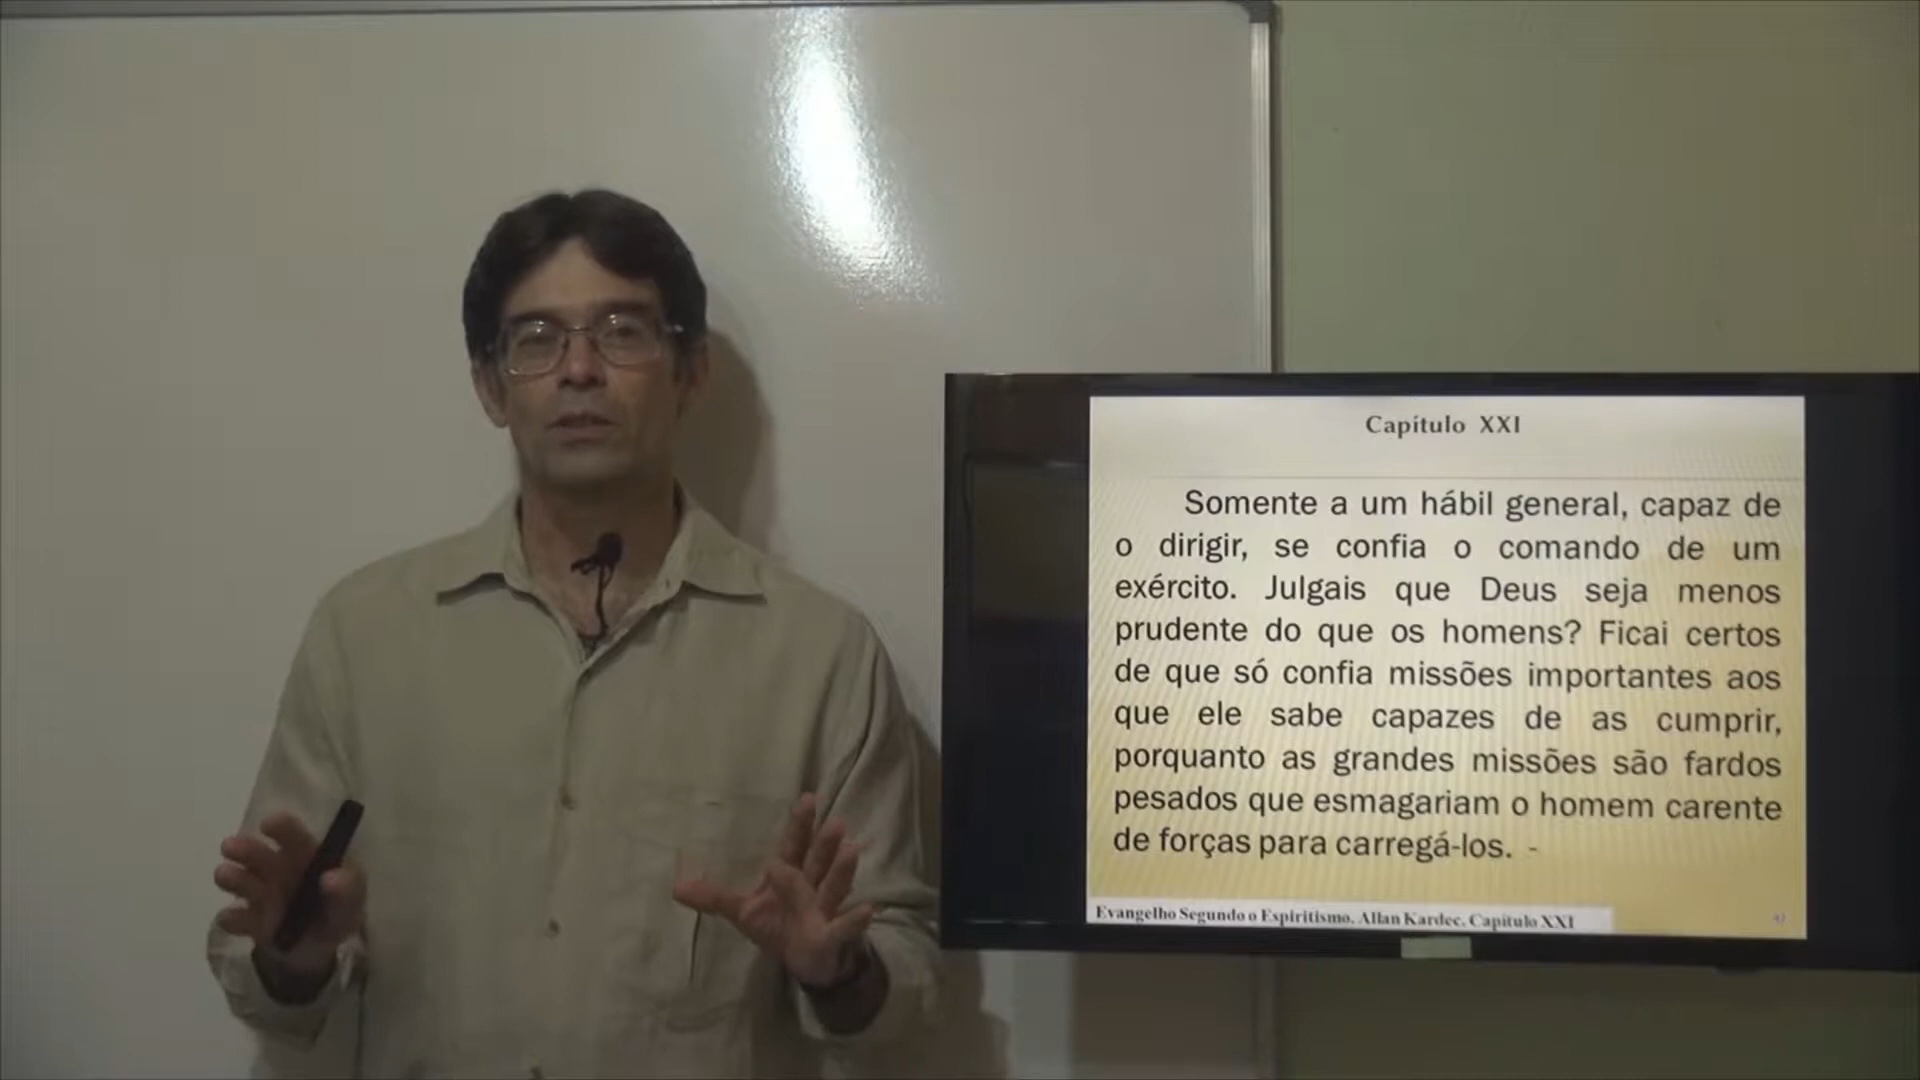 Capítulo XXI
Somente a um hábil general, capaz de
o dirigir, se confia o comando de um
exército. Julgais que Deus seja menos
prudente do que os homens? Ficai certos
de que só confia missões importantes aos
que ele sabe capazes de as cumprir,
porquanto as grandes missões são fardos
pesados que esmagariam o homem carente
de forças para carregá-los. -
Evangelho Segundo o Espiritismo. Allan Kardec. Capítulo XXI